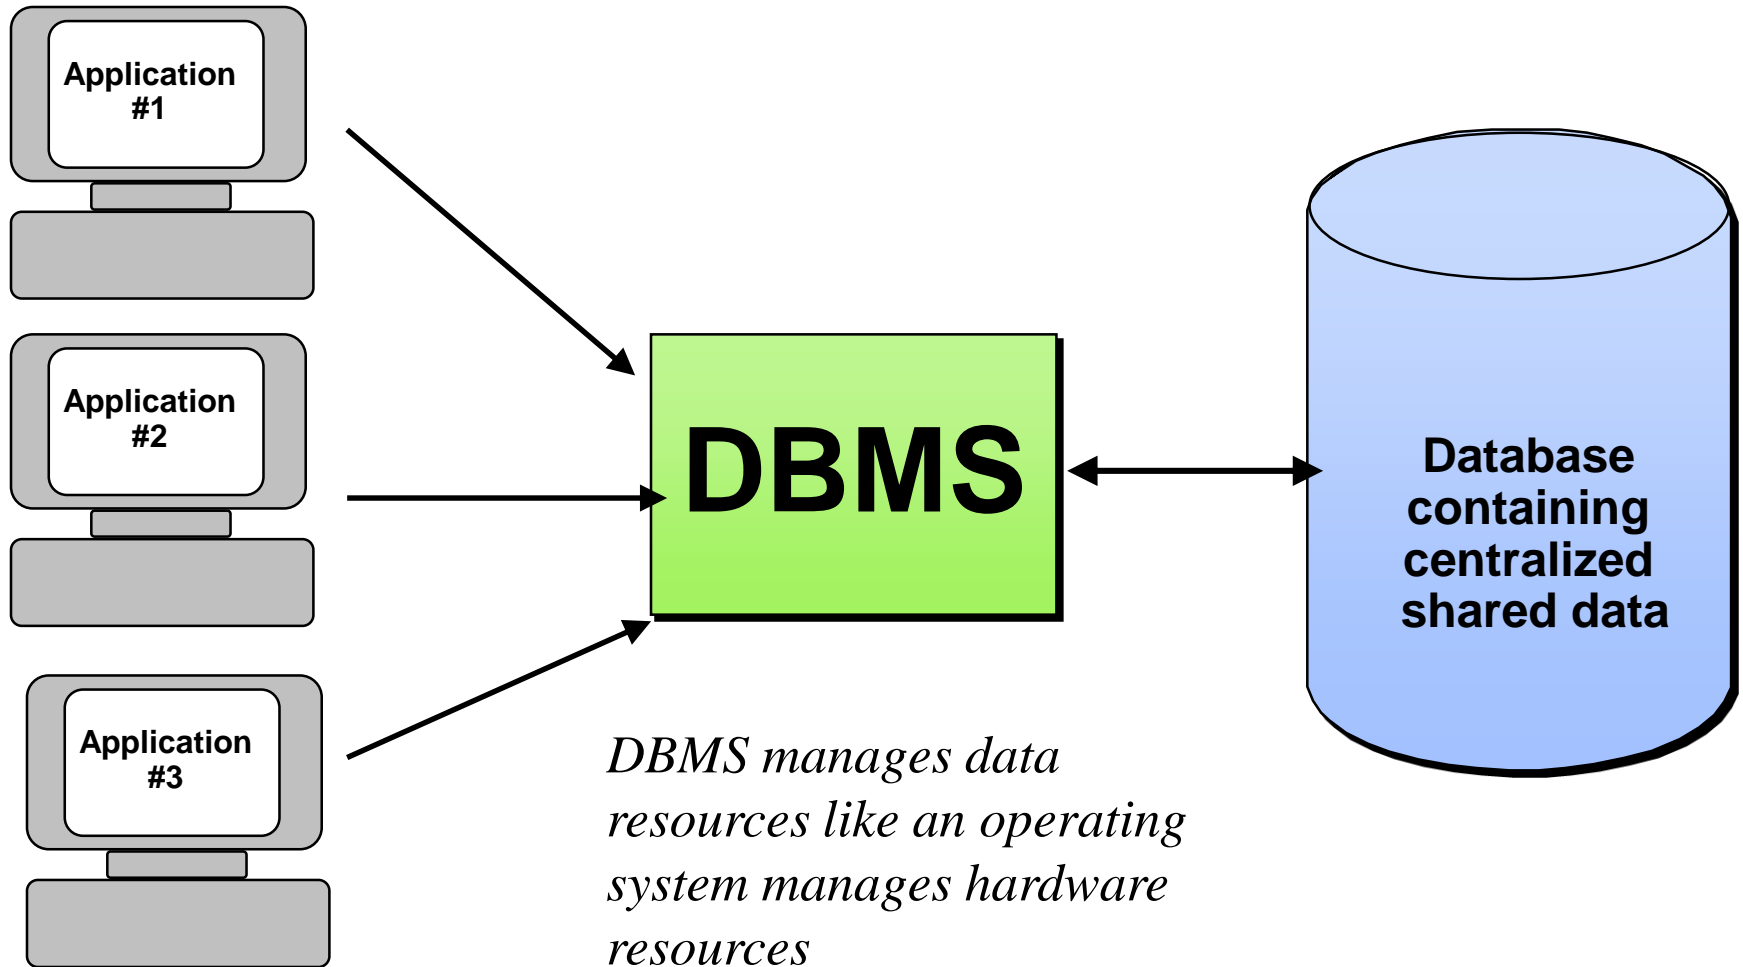 Application
#1
Application
#2
Application
#3
DBMS
Database
containing
centralized
shared data
DBMS manages data
resources like an operating
system manages hardware
resources